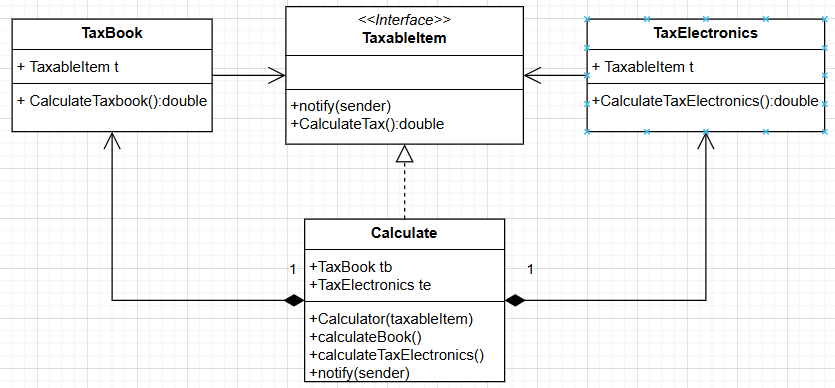 TaxBook
+ TaxableItem t
+ CalculateTaxbook():double
<<Interface>>
TaxableItem
+notify(sender)
+CalculateTax():double
TaxElectronics
+ TaxableItem t
+CalculateTaxElectronics():double
1
1
Calculate
+TaxBook tb
+TaxElectronics te
+Calculator(taxableItem)
+calculateBook()
+calculateTaxElectronics()
+notify(sender)